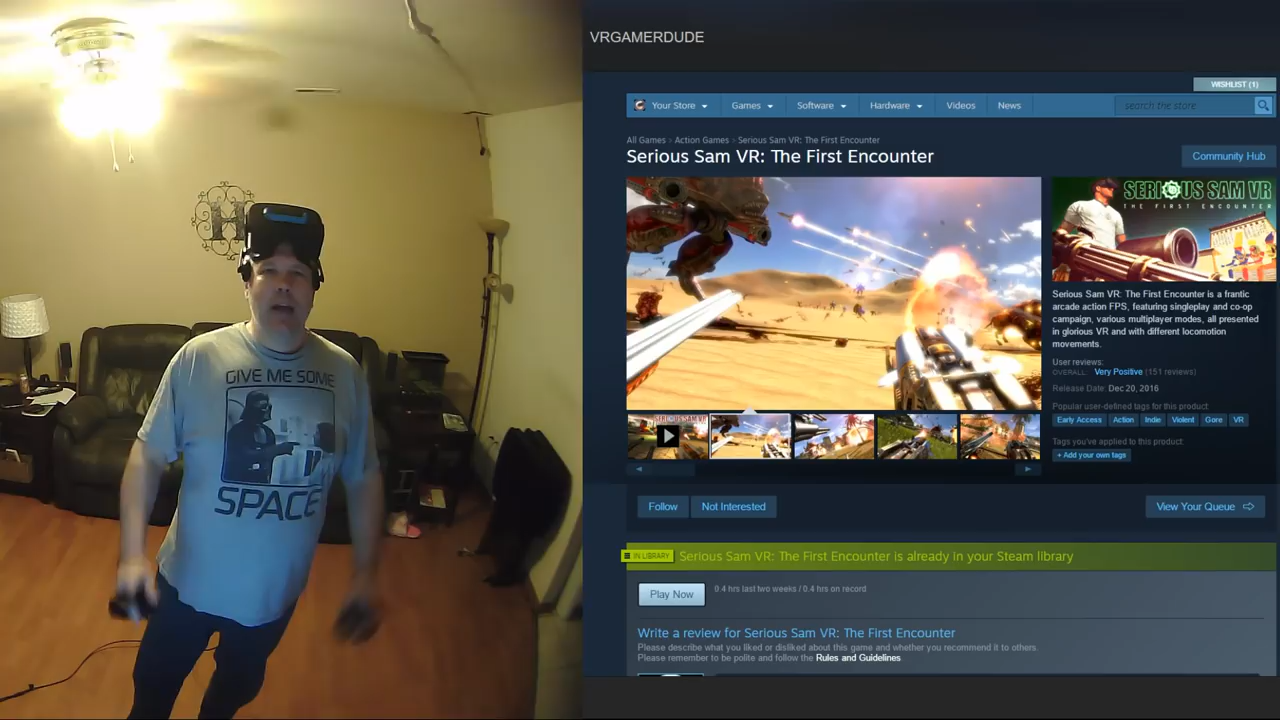 H
GIVE ME SOME
SPACE
VRGAMERDUDE
WISHLIST (1)
Your Store
Games
Software
Hardware
Videos
News
search the store
All Games > Action Games > Serious Sam VR: The First Encounter
Serious Sam VR: The First Encounter
Community Hub
SERIOUS SAM VR
THE FIRST ENCOUNTER
Serious Sam VR: The First Encounter is a frantic
arcade action FPS, featuring singleplay and co-op
campaign, various multiplayer modes, all presented
in glorious VR and with different locomotion
movements.
User reviews:
OVERALL: Very Positive (151 reviews)
Release Date: Dec 20, 2016
Popular user-defined tags for this product:
Early Access
Action
Indie
Violent
Gore
VR
Tags you've applied to this product:
+ Add your own tags
Follow
Not Interested
View Your Queue
IN LIBRARY
Serious Sam VR: The First Encounter is already in your Steam library
Play Now
0.4 hrs last two weeks / 0.4 hrs on record
Write a review for Serious Sam VR: The First Encounter
Please describe what you liked or disliked about this game and whether you recommend it to others.
Please remember to be polite and follow the Rules and Guidelines.